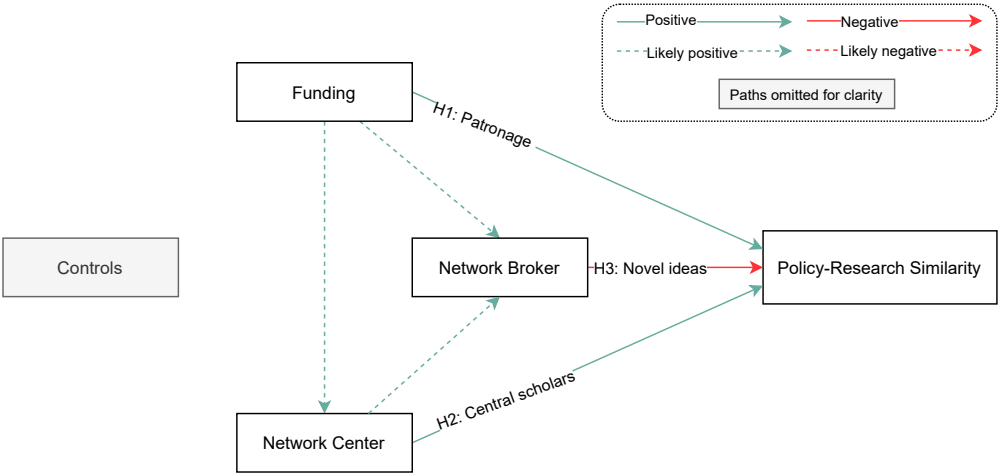 Positive
Negative
Likely positive
Likely negative
Paths omitted for clarity
Funding
H1: Patronage
Controls
Network Broker
H3: Novel ideas
Policy-Research Similarity
H2: Central scholars
Network Center